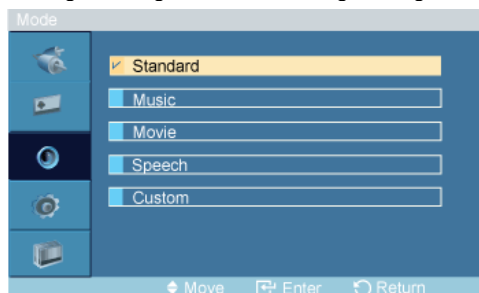 Mode
Standard
Music
Movie
Speech
Custom
Move Enter Return